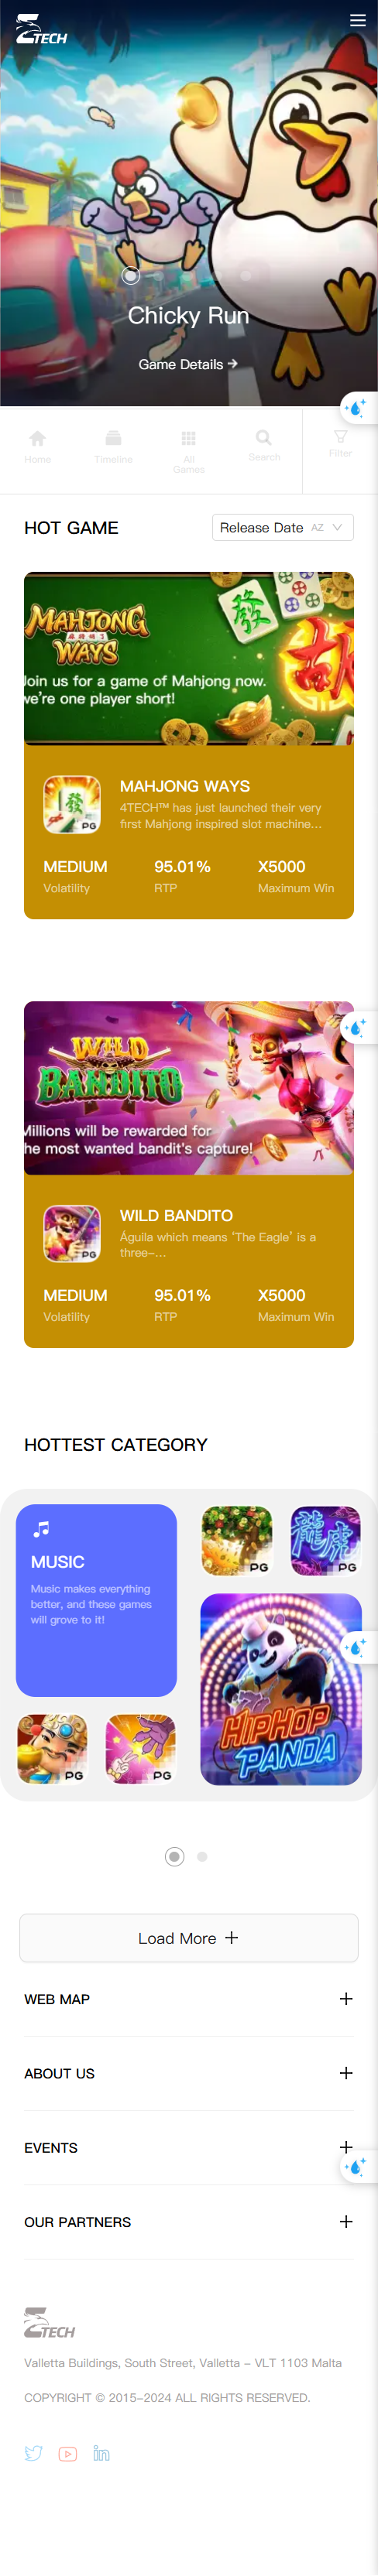 TECH
Chicky Run
Game Details →
Home
Timeline
All
Games
Search
Filter
HOT GAME
Release Date AZ
MAHJONG
WAYS
發
Join us for a game of Mahjong now.
we're one player short!
發
PG
MAHJONG WAYS
4TECH™ has just launched their very
first Mahjong inspired slot machine...
MEDIUM
95.01%
X5000
Volatility
RTP
Maximum Win
WILD
BANDITO
Millions will be rewarded for
he most wanted bandit's capture!
PG
WILD BANDITO
Águila which means ‘The Eagle’ is a
three-...
MEDIUM
95.01%
X5000
Volatility
RTP
Maximum Win
HOTTEST CATEGORY
MUSIC
Music makes everything
better, and these games
will grove to it!
PG
龍虎
PG
HIPHOP
PANDA
PG
PG
Load More +
WEB MAP
ABOUT US
EVENTS
OUR PARTNERS
TECH
Valletta Buildings, South Street, Valletta - VLT 1103 Malta
COPYRIGHT © 2015-2024 ALL RIGHTS RESERVED.
in